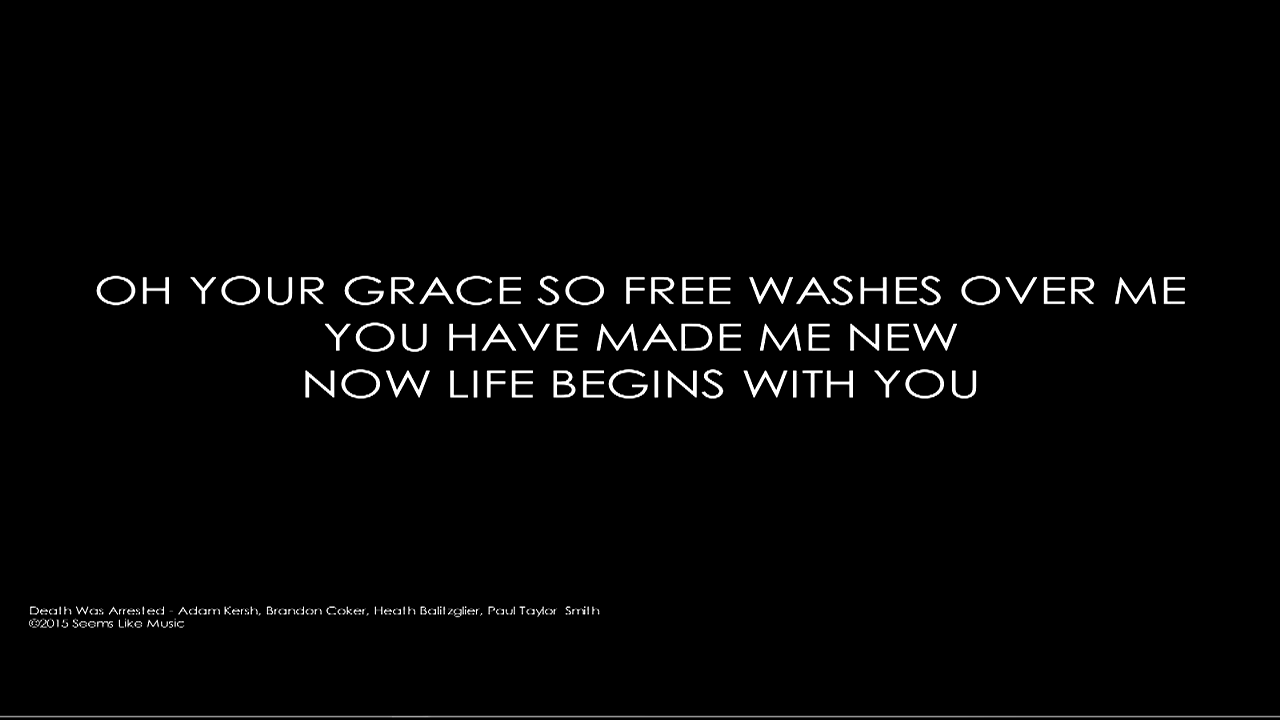 OH YOUR GRACE SO FREE WASHES OVER ME
YOU HAVE MADE ME NEW
NOW LIFE BEGINS WITH YOU
Death Was Arrested - Adam Kersh, Brandon Coker, Heath Balitzglier, Paul Taylor Smith
©2015 Seems Like Music